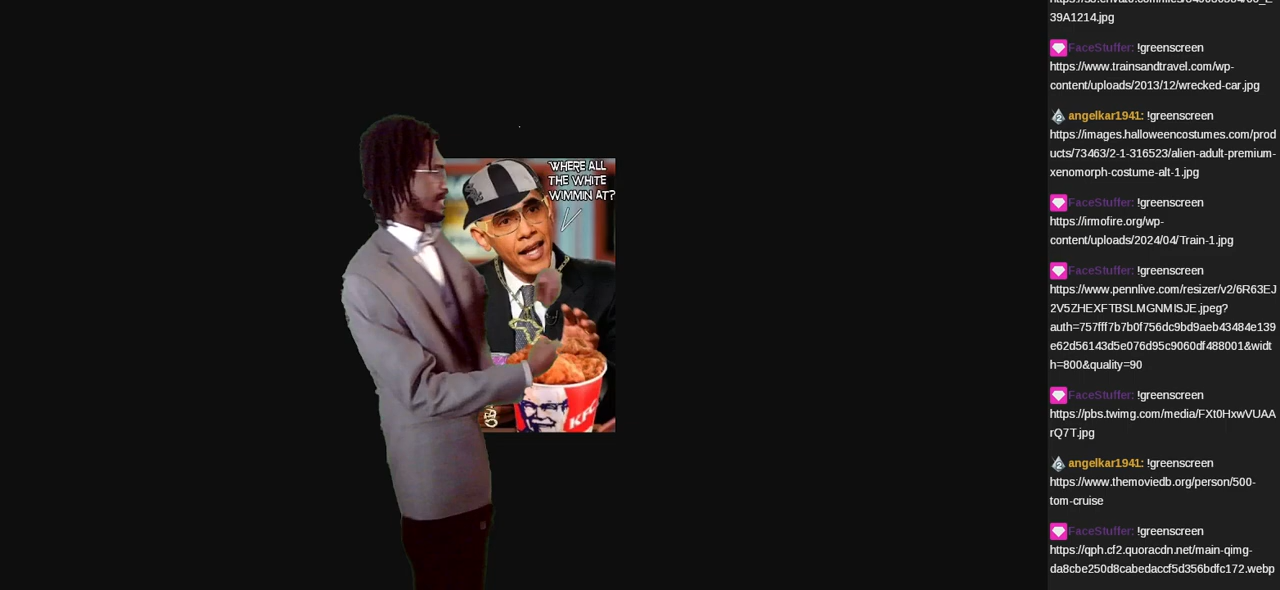 WHERE ALL
THE WHITE
WIMMIN AT?
KFC
39A1214.jpg
FaceStuffer: !greenscreen
https://www.trainsandtravel.com/wp-
content/uploads/2013/12/wrecked-car.jpg
2 angelkar1941: !greenscreen
https://images.halloweencostumes.com/prod
ucts/73463/2-1-316523/alien-adult-premium-
xenomorph-costume-alt-1.jpg
FaceStuffer: !greenscreen
https://irmofire.org/wp-
content/uploads/2024/04/Train-1.jpg
FaceStuffer: !greenscreen
https://www.pennlive.com/resizer/v2/6R63EJ
2V5ZHEXFTBSLMGNMISJE.jpeg?
auth=757fff7b7b0f756dc9bd9aeb43484e139
e62d56143d5e076d95c9060df488001&widt
h=800&quality=90
FaceStuffer: !greenscreen
https://pbs.twimg.com/media/FXt0HxwVUAA
rQ7T.jpg
2 angelkar1941: !greenscreen
https://www.themoviedb.org/person/500-
tom-cruise
FaceStuffer: !greenscreen
https://qph.cf2.quoracdn.net/main-qimg-
da8cbe250d8cabedaccf5d356bdfc172.webp